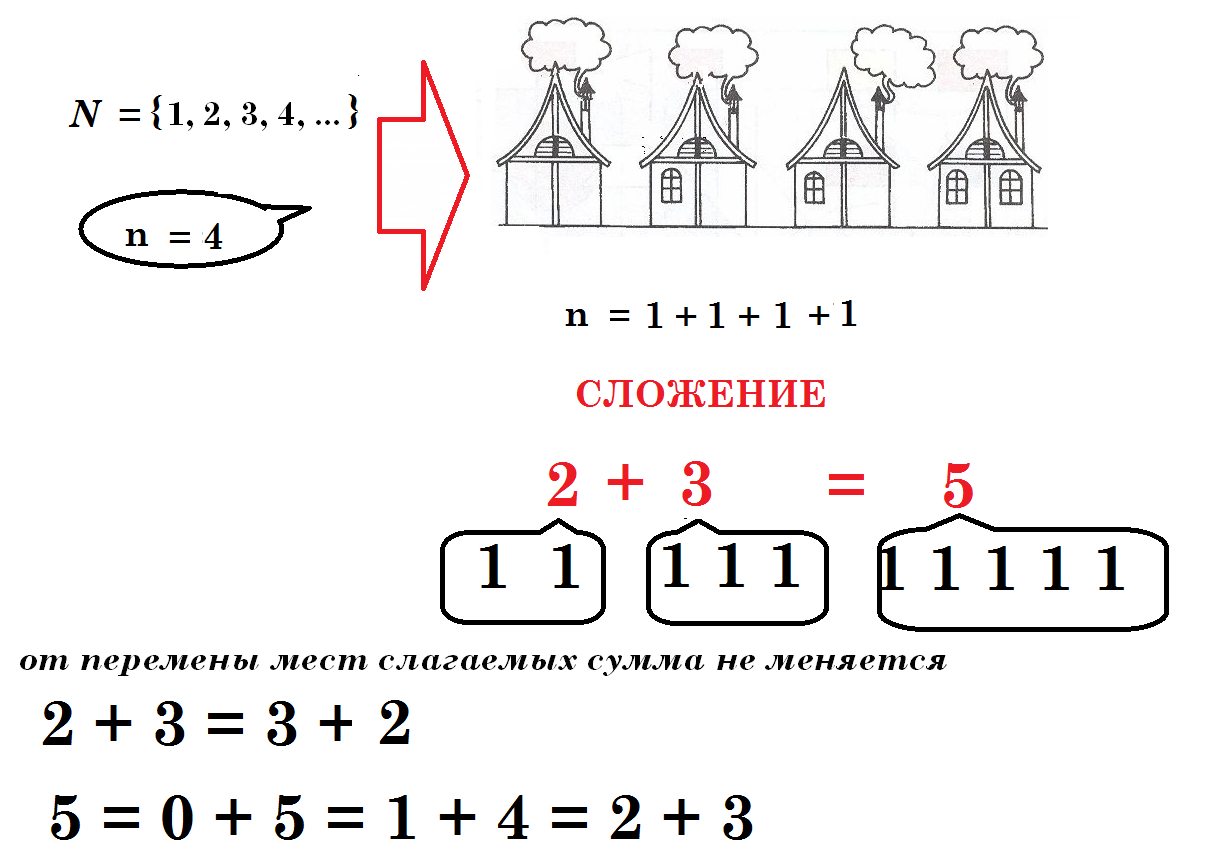 N = {1, 2, 3, 4, ...}
n = 4
n = 1 + 1 + 1 + 1
СЛОЖЕНИЕ
2 + 3 = 5
1 1 1 1 1 1 1 1 1 1
от перемены мест слагаемых сумма не меняется
2 + 3 = 3 + 2
5 = 0 + 5 = 1 + 4 = 2 + 3